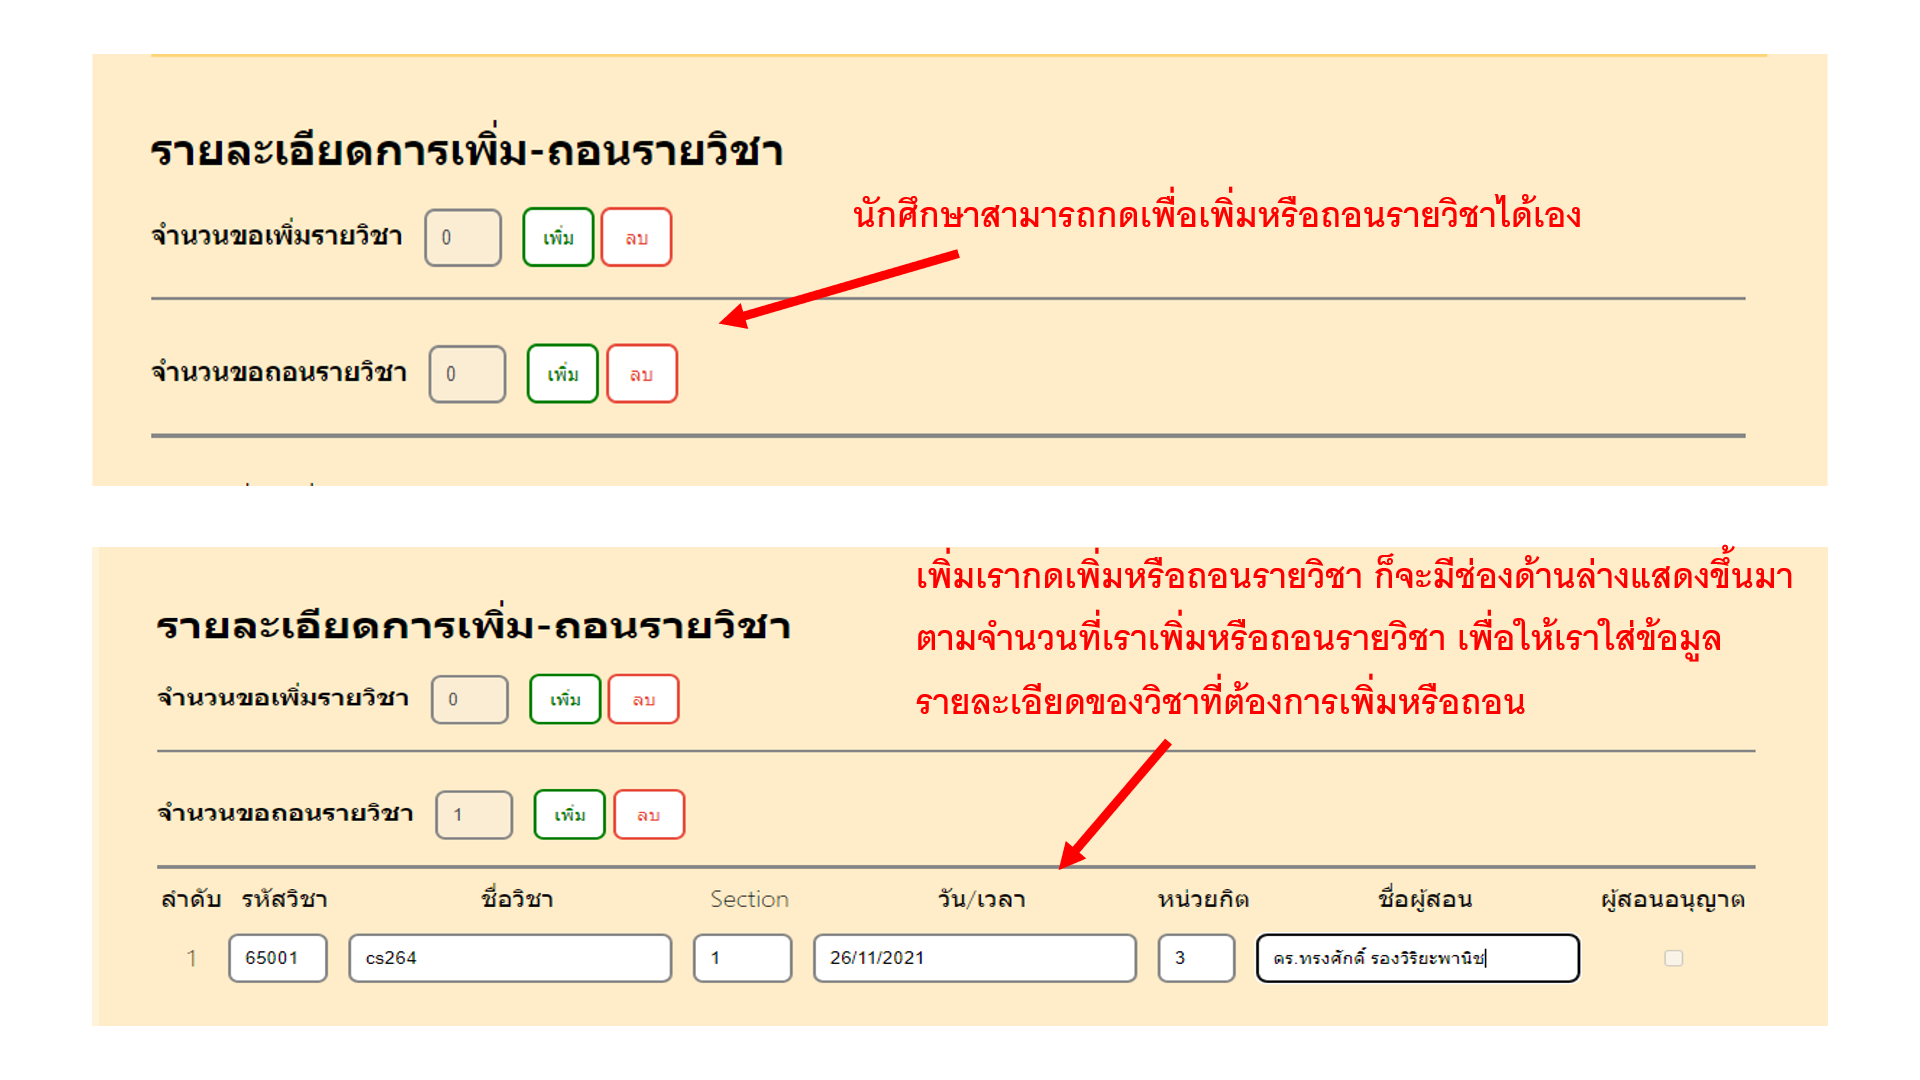 รายละเอียดการเพิ่ม-ถอนรายวิชา
นักศึกษาสามารถกดเพื่อเพิ่มหรือถอนรายวิชาได้เอง
จำนวนขอเพิ่มรายวิชา 0 เพิ่ม ลบ
จำนวนขอถอนรายวิชา 0 เพิ่ม ลบ
เพิ่มเรากดเพิ่มหรือถอนรายวิชา ก็จะมีช่องด้านล่างแสดงขึ้นมา
ตามจำนวนที่เราเพิ่มหรือถอนรายวิชา เพื่อให้เราใส่ข้อมูล
รายละเอียดของวิชาที่ต้องการเพิ่มหรือถอน
รายละเอียดการเพิ่ม-ถอนรายวิชา
จำนวนขอเพิ่มรายวิชา 0 เพิ่ม ลบ
จำนวนขอถอนรายวิชา 1 เพิ่ม ลบ
ลำดับ รหัสวิชา ชื่อวิชา Section วัน/เวลา หน่วยกิต ชื่อผู้สอน ผู้สอนอนุญาต
1 65001 cs264 1 26/11/2021 3 ดร.ทรงศักดิ์ รองวิริยะพานิช